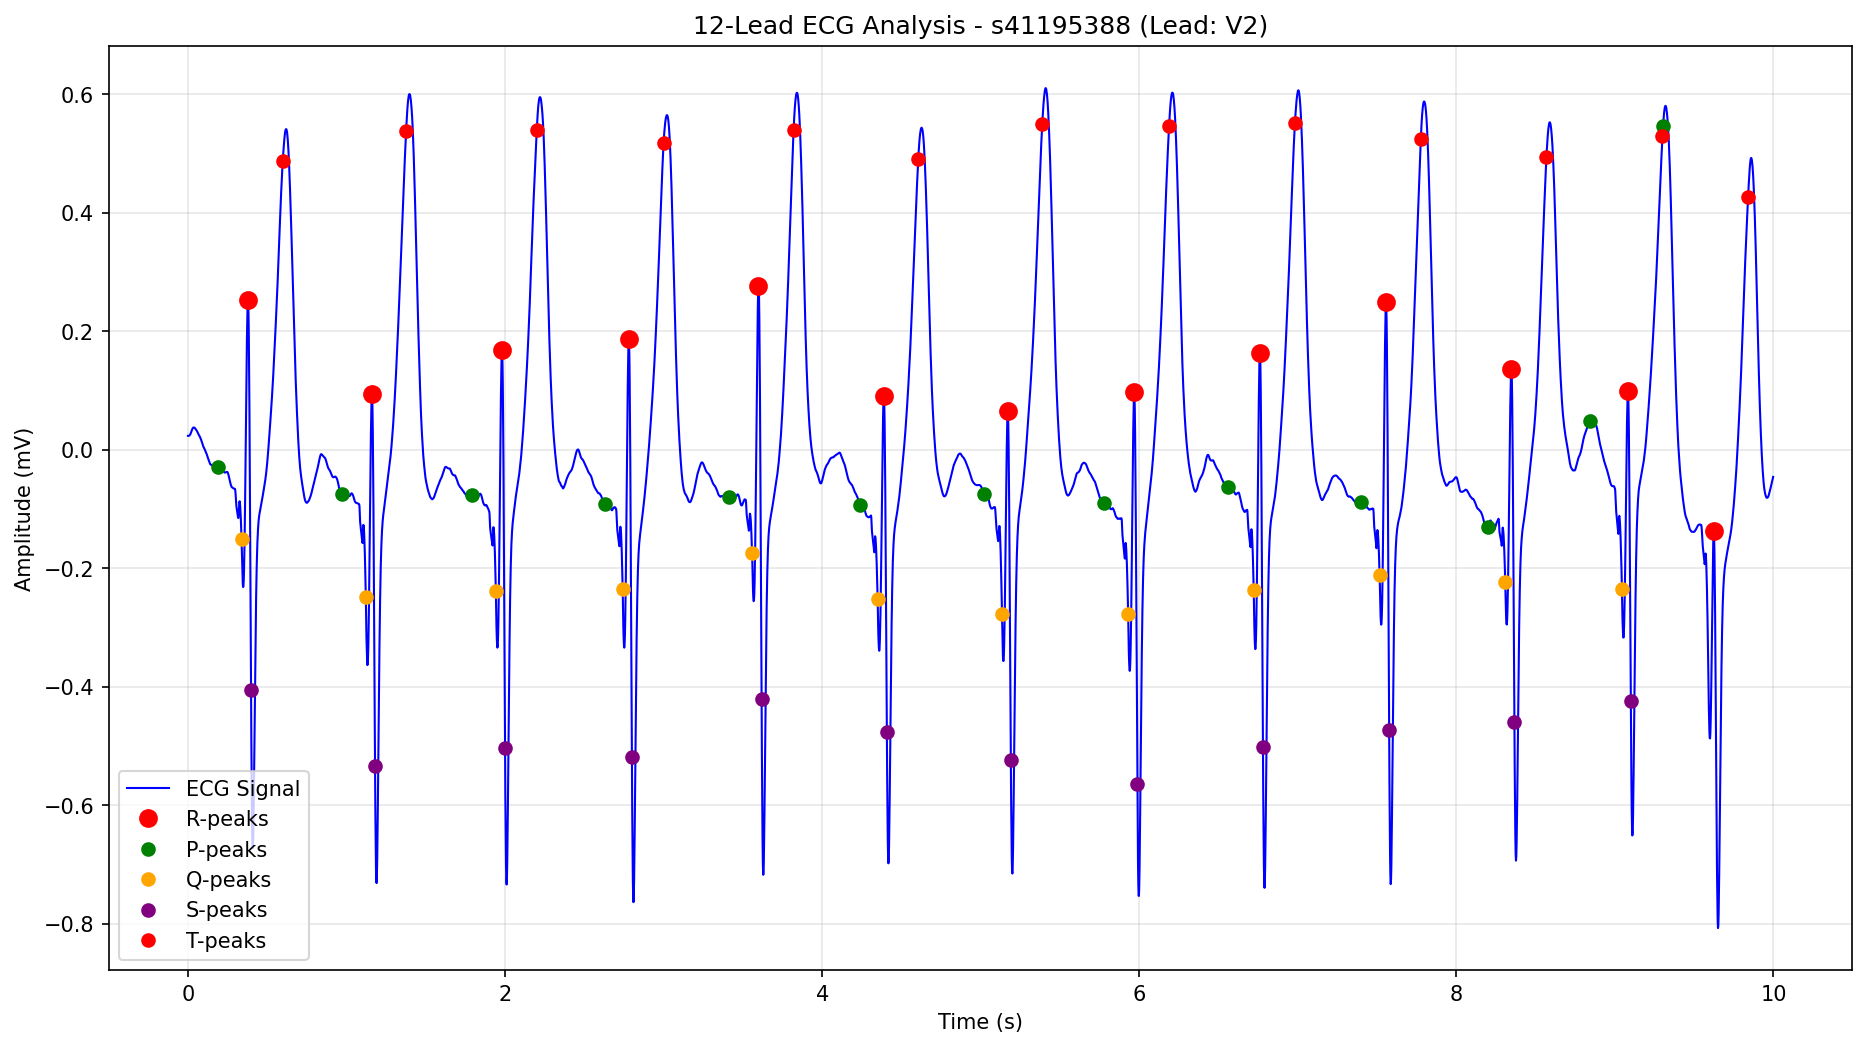 12-Lead ECG Analysis - s41195388 (Lead: V2)
Amplitude (mV)
0.6
0.4
0.2
0.0
−0.2
−0.4
−0.6
−0.8
ECG Signal
R-peaks
P-peaks
Q-peaks
S-peaks
T-peaks
0 2 4 6 8 10
Time (s)